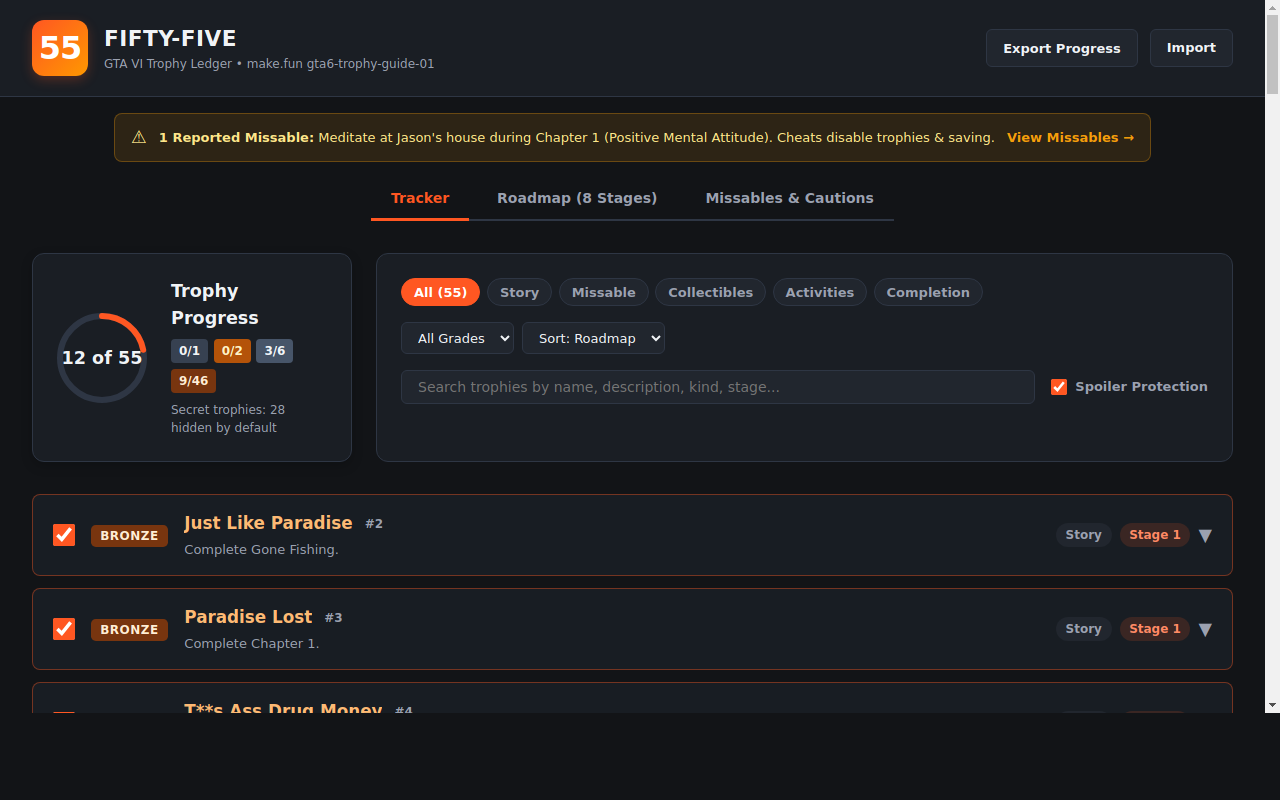 55
FIFTY-FIVE
GTA VI Trophy Ledger • make.fun gta6-trophy-guide-01
Export Progress
Import
⚠ 1 Reported Missable: Meditate at Jason's house during Chapter 1 (Positive Mental Attitude). Cheats disable trophies & saving. View Missables →
Tracker
Roadmap (8 Stages)
Missables & Cautions
12 of 55
Trophy
Progress
0/1 0/2 3/6
9/46
Secret trophies: 28
hidden by default
All (55) Story Missable Collectibles Activities Completion
All Grades Sort: Roadmap
Search trophies by name, description, kind, stage...
Spoiler Protection
BRONZE
Just Like Paradise #2
Complete Gone Fishing.
Story Stage 1 ▼
BRONZE
Paradise Lost #3
Complete Chapter 1.
Story Stage 1 ▼
T**s Ass Drug Money #4